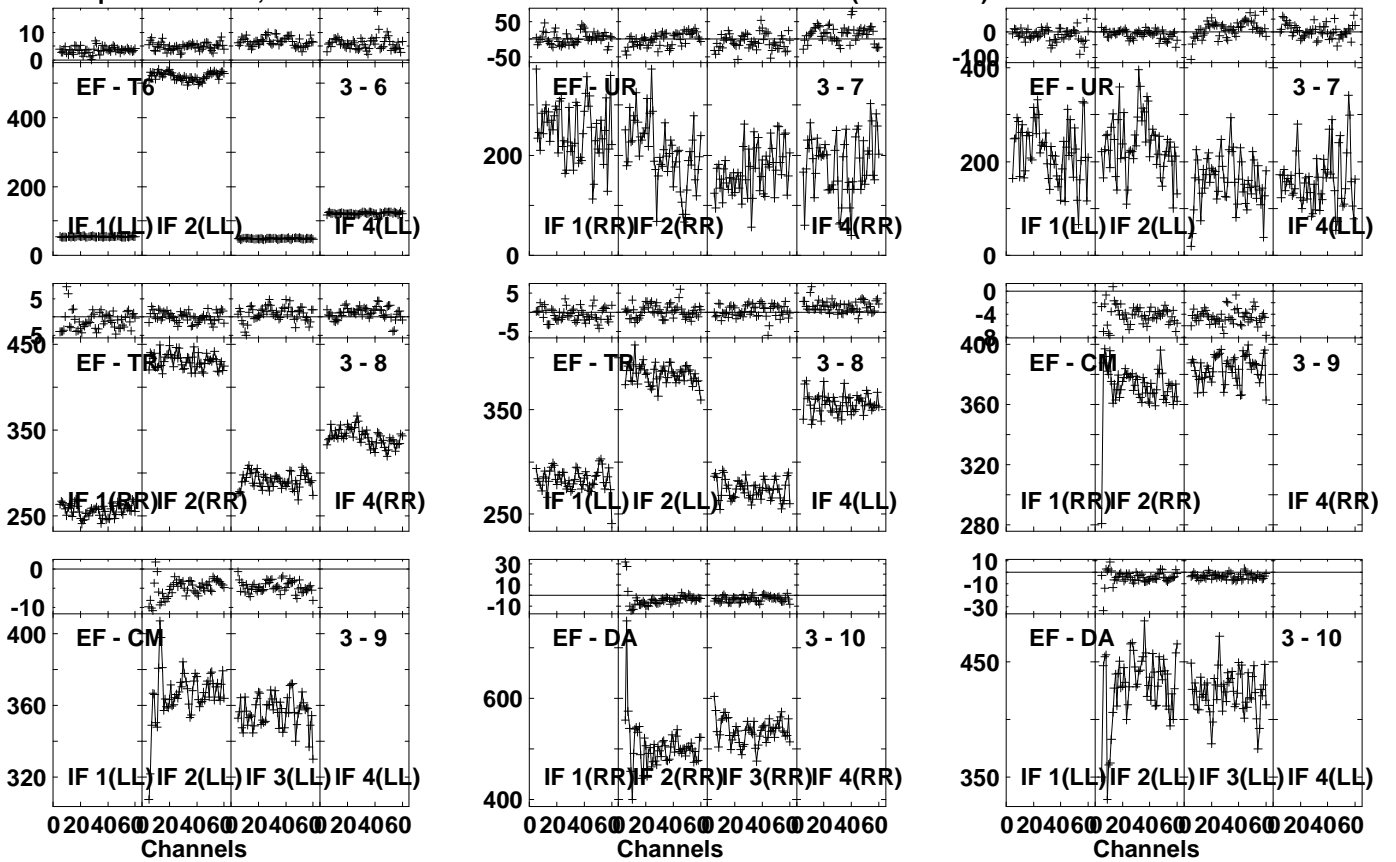 10
0
EF - T6
3 - 6
400
200
0
IF 1(LL)
IF 2(LL)
IF 4(LL)
50
-50
EF - UR
3 - 7
200
0
IF 1(RR)
IF 2(RR)
IF 4(RR)
0
-100
400
EF - UR
3 - 7
200
0
IF 1(LL)
IF 2(LL)
IF 4(LL)
5
450
EF - TR
3 - 8
350
250
IF 1(RR)
IF 2(RR)
IF 4(RR)
5
-5
EF - TR
3 - 8
350
250
IF 1(LL)
IF 2(LL)
IF 4(LL)
0
-4
400
EF - CM
3 - 9
360
320
280
IF 1(RR)
IF 2(RR)
IF 4(RR)
0
-10
400
EF - CM
3 - 9
360
320
IF 1(LL)
IF 2(LL)
IF 3(LL)
IF 4(LL)
0 20 40 60 0 20 40 60 0 20 40 60 0 20 40 60
Channels
30
10
-10
EF - DA
3 - 10
600
400
IF 1(RR)
IF 2(RR)
IF 3(RR)
IF 4(RR)
0 20 40 60 0 20 40 60 0 20 40 60 0 20 40 60
Channels
10
-10
-30
EF - DA
3 - 10
450
350
IF 1(LL)
IF 2(LL)
IF 3(LL)
IF 4(LL)
0 20 40 60 0 20 40 60 0 20 40 60 0 20 40 60
Channels